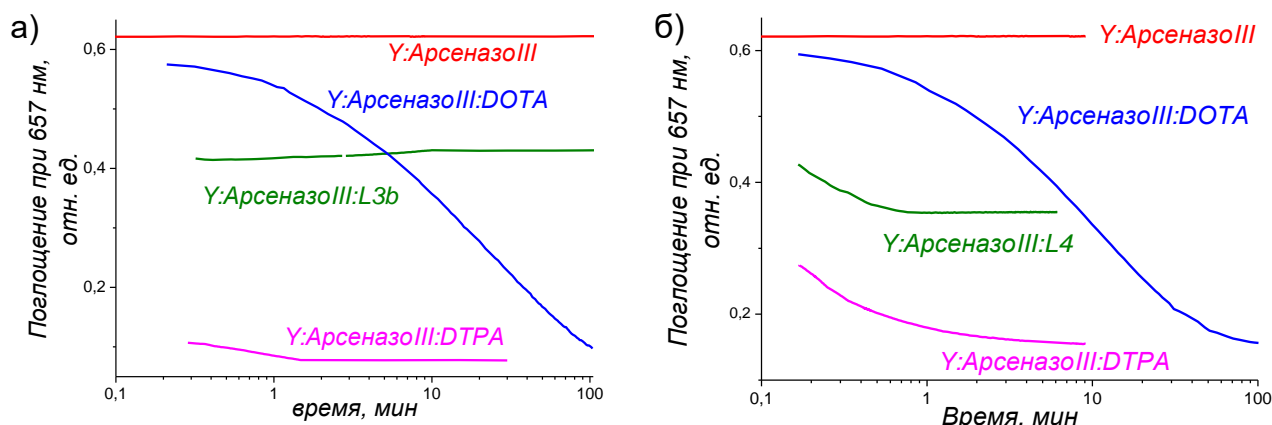 а)
Поглощение при 657 нм,
отн. ед.
0,6
0,4
0,2
Y:АрсеназоIII
Y:АрсеназоIII:DOTA
Y:АрсеназоIII:L3b
Y:АрсеназоIII:DTPA
0,1
1
10
100
время, мин
б)
Поглощение при 657 нм,
отн. ед.
0,6
0,4
0,2
Y:АрсеназоIII
Y:АрсеназоIII:DOTA
Y:АрсеназоIII:L4
Y:АрсеназоIII:DTPA
0,1
1
10
100
Время, мин